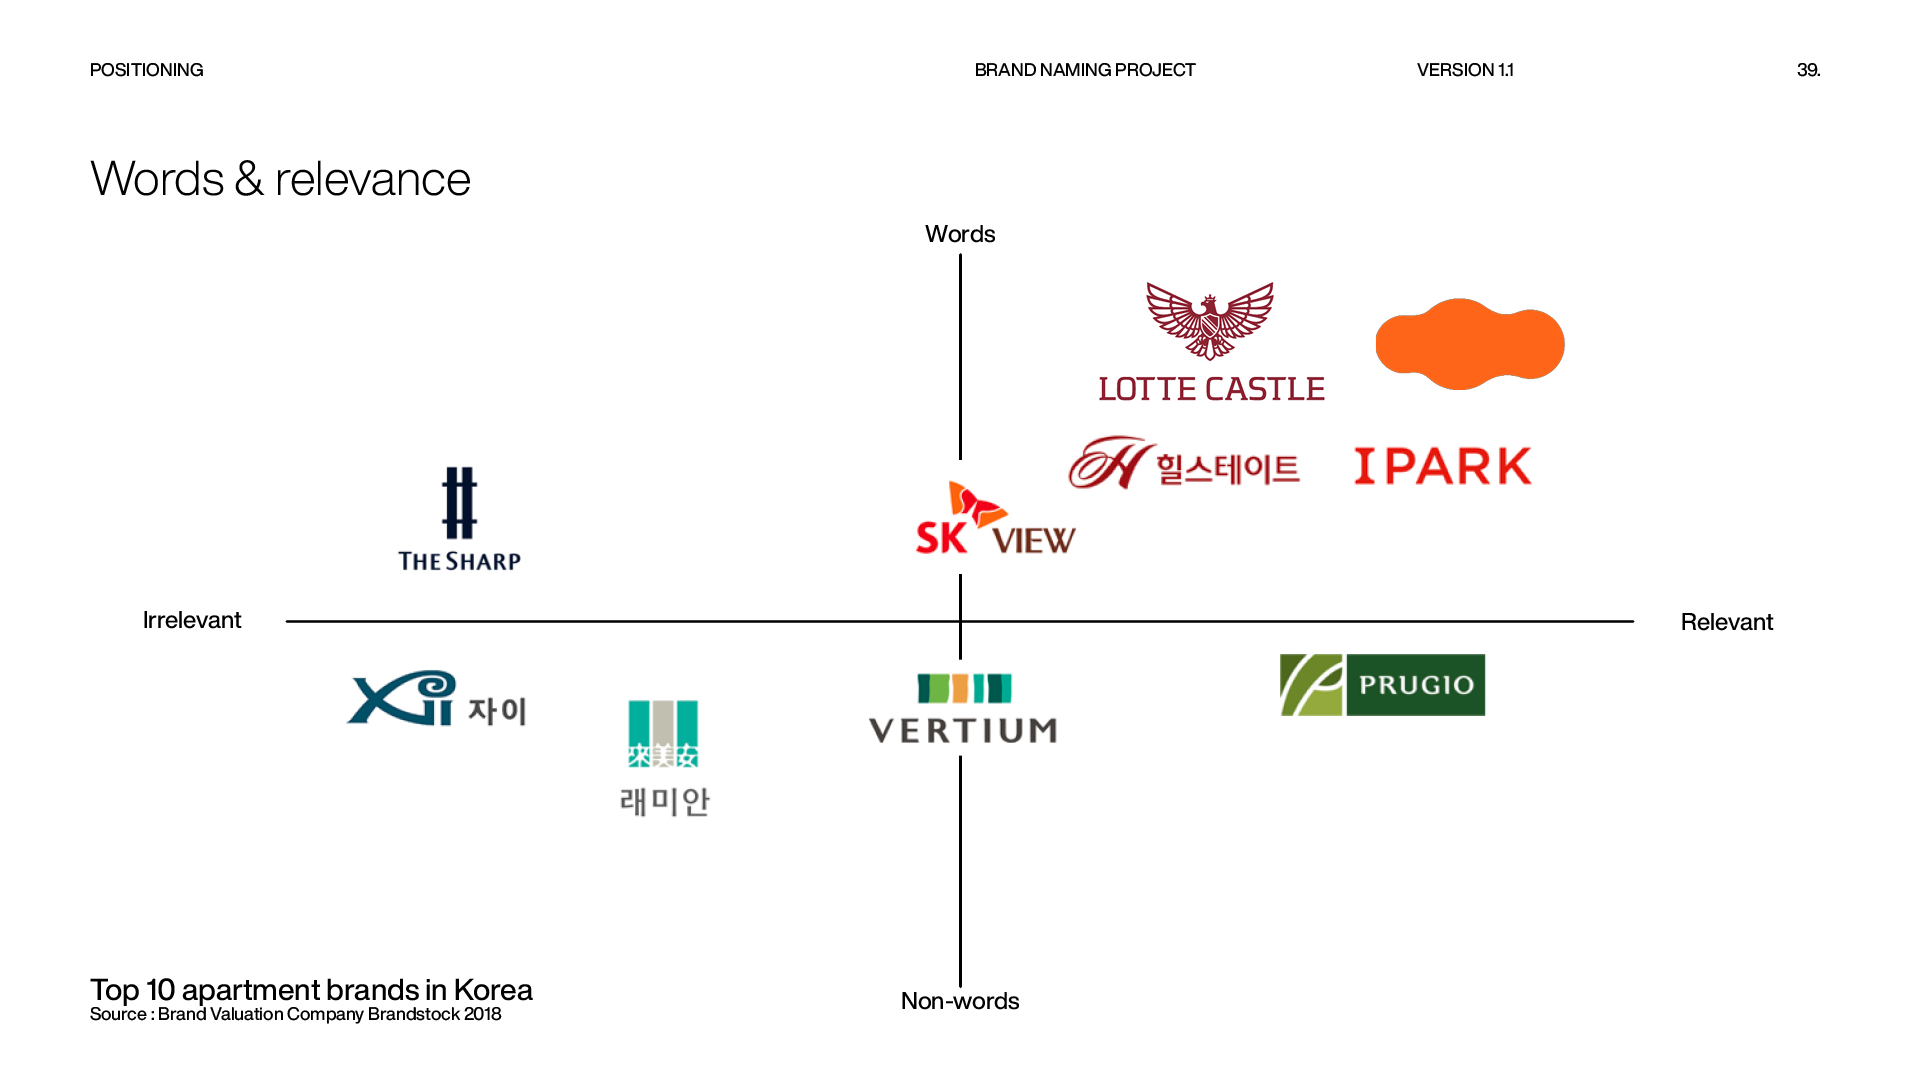 POSITIONING
BRAND NAMING PROJECT
VERSION 1.1
39.
Words & relevance
Words
LOTTE CASTLE
H 힐스테이트
IPARK
THE SHARP
SK VIEW
Irrelevant
Relevant
Xii 자이
來美安
래미안
VERTIUM
PRUGIO
Top 10 apartment brands in Korea
Source : Brand Valuation Company Brandstock 2018
Non-words